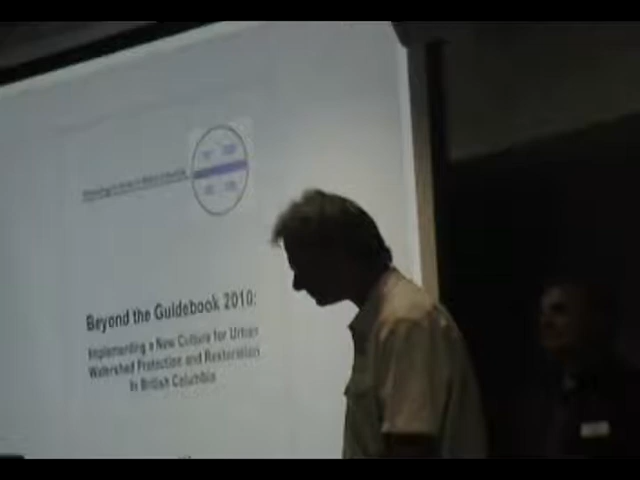 Beyond the Guidebook 2010:
Implementing a New Culture for Urban
Watershed Protection and Restoration
in British Columbia